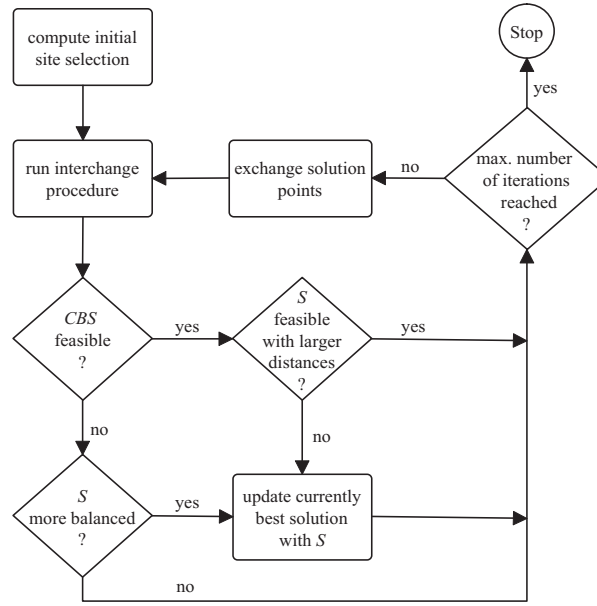 compute initial
site selection
Stop
yes
run interchange
procedure
exchange solution
points
no
max. number
of iterations
reached
?
CBS
feasible
?
yes
S
feasible
with larger
distances
?
yes
no
no
S
more balanced
?
yes
update currently
best solution
with S
no